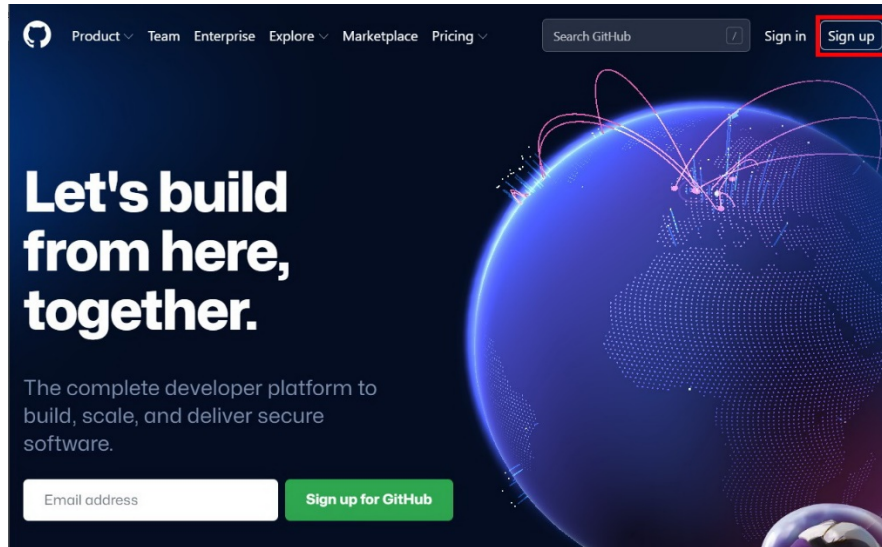 Product Team Enterprise Explore Marketplace Pricing Search GitHub / Sign in Sign up
Let's build
from here,
together.
The complete developer platform to
build, scale, and deliver secure
software.
Email address Sign up for GitHub